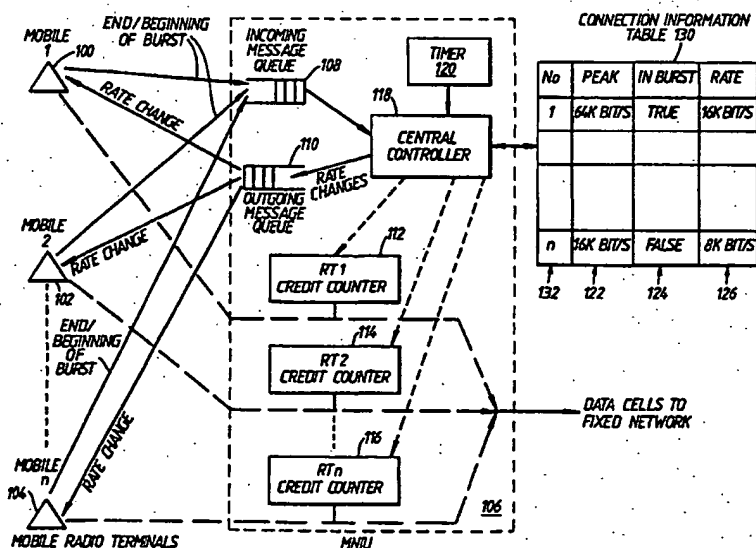 MOBILE
1
100
END/BEGINNING
OF BURST
RATE CHANGE
INCOMING
MESSAGE
QUEUE
108
110
OUTGOING
MESSAGE
QUEUE
RATE
CHANGES
TIMER
120
118
CENTRAL
CONTROLLER
CONNECTION INFORMATION
TABLE 130
No PEAK IN BURST RATE
1 64K BIT/S TRUE 16K BIT/S
n 16K BIT/S FALSE 8K BIT/S
132 122 124 126
MOBILE
2
102
RATE CHANGE
END/
BEGINNING
OF
BURST
RATE CHANGE
112
RT1
CREDIT COUNTER
114
RT2
CREDIT COUNTER
116
RTn
CREDIT COUNTER
DATA CELLS TO
FIXED NETWORK
MOBILE
n
104
106
MOBILE RADIO TERMINALS
MNIU